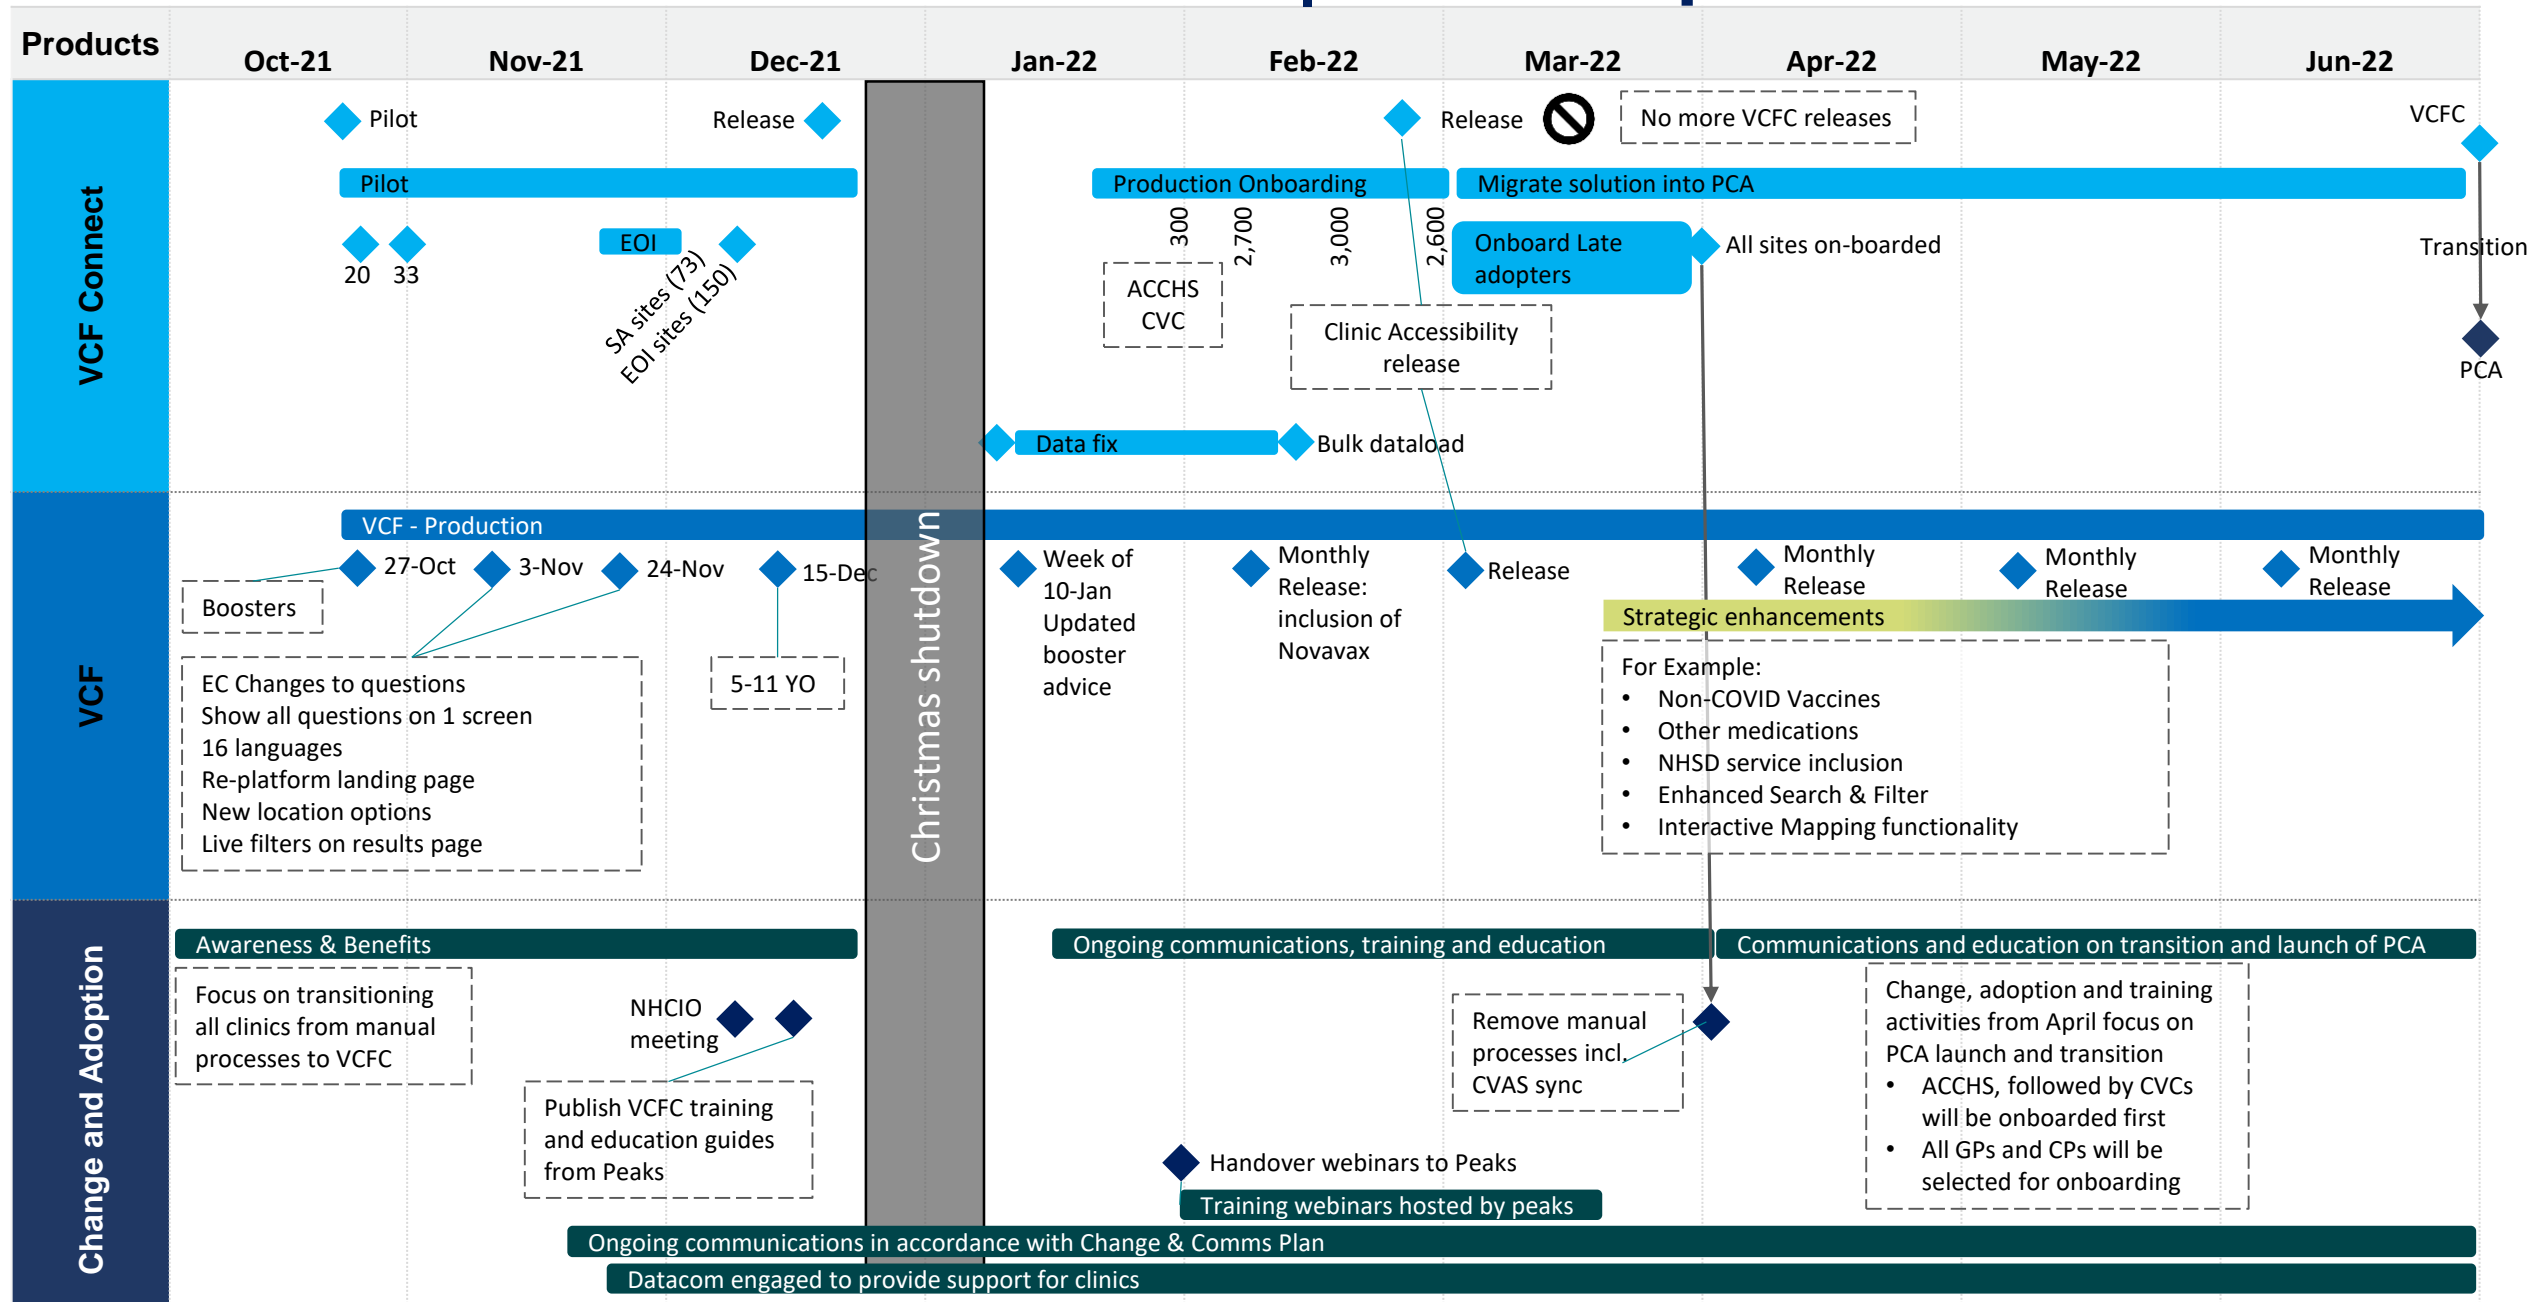 Products
Oct-21
Nov-21
Dec-21
Jan-22
Feb-22
Mar-22
Apr-22
May-22
Jun-22
VCF Connect
Pilot
Release
Release
No more VCFC releases
VCFC
Pilot
Production Onboarding
Migrate solution into PCA
20
33
EOI
SA sites (73)
EOI sites (150)
300
2,700
3,000
2,600
ACCHS
CVC
Onboard Late
adopters
All sites on-boarded
Transition
Clinic Accessibility
release
PCA
Data fix
Bulk dataload
Christmas shutdown
VCF
VCF - Production
27-Oct
3-Nov
24-Nov
15-Dec
Week of
10-Jan
Updated
booster
advice
Monthly
Release:
inclusion of
Novavax
Release
Monthly
Release
Monthly
Release
Monthly
Release
Boosters
Strategic enhancements
EC Changes to questions
Show all questions on 1 screen
16 languages
Re-platform landing page
New location options
Live filters on results page
5-11 YO
For Example:
• Non-COVID Vaccines
• Other medications
• NHSD service inclusion
• Enhanced Search & Filter
• Interactive Mapping functionality
Change and Adoption
Awareness & Benefits
Ongoing communications, training and education
Communications and education on transition and launch of PCA
Focus on transitioning
all clinics from manual
processes to VCFC
NHCIO
meeting
Publish VCFC training
and education guides
from Peaks
Remove manual
processes incl.
CVAS sync
Change, adoption and training
activities from April focus on
PCA launch and transition
• ACCHS, followed by CVCs
will be onboarded first
• All GPs and CPs will be
selected for onboarding
Handover webinars to Peaks
Training webinars hosted by peaks
Ongoing communications in accordance with Change & Comms Plan
Datacom engaged to provide support for clinics